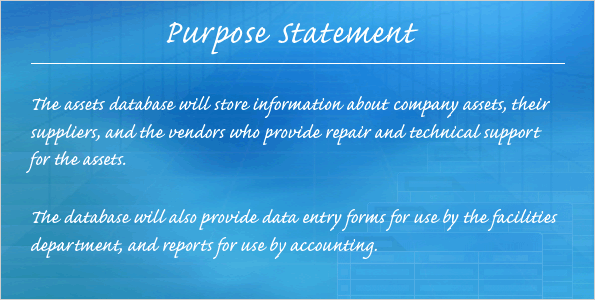 Purpose Statement
The assets database will store information about company assets, their
suppliers, and the vendors who provide repair and technical support
for the assets.
The database will also provide data entry forms for use by the facilities
department, and reports for use by accounting.